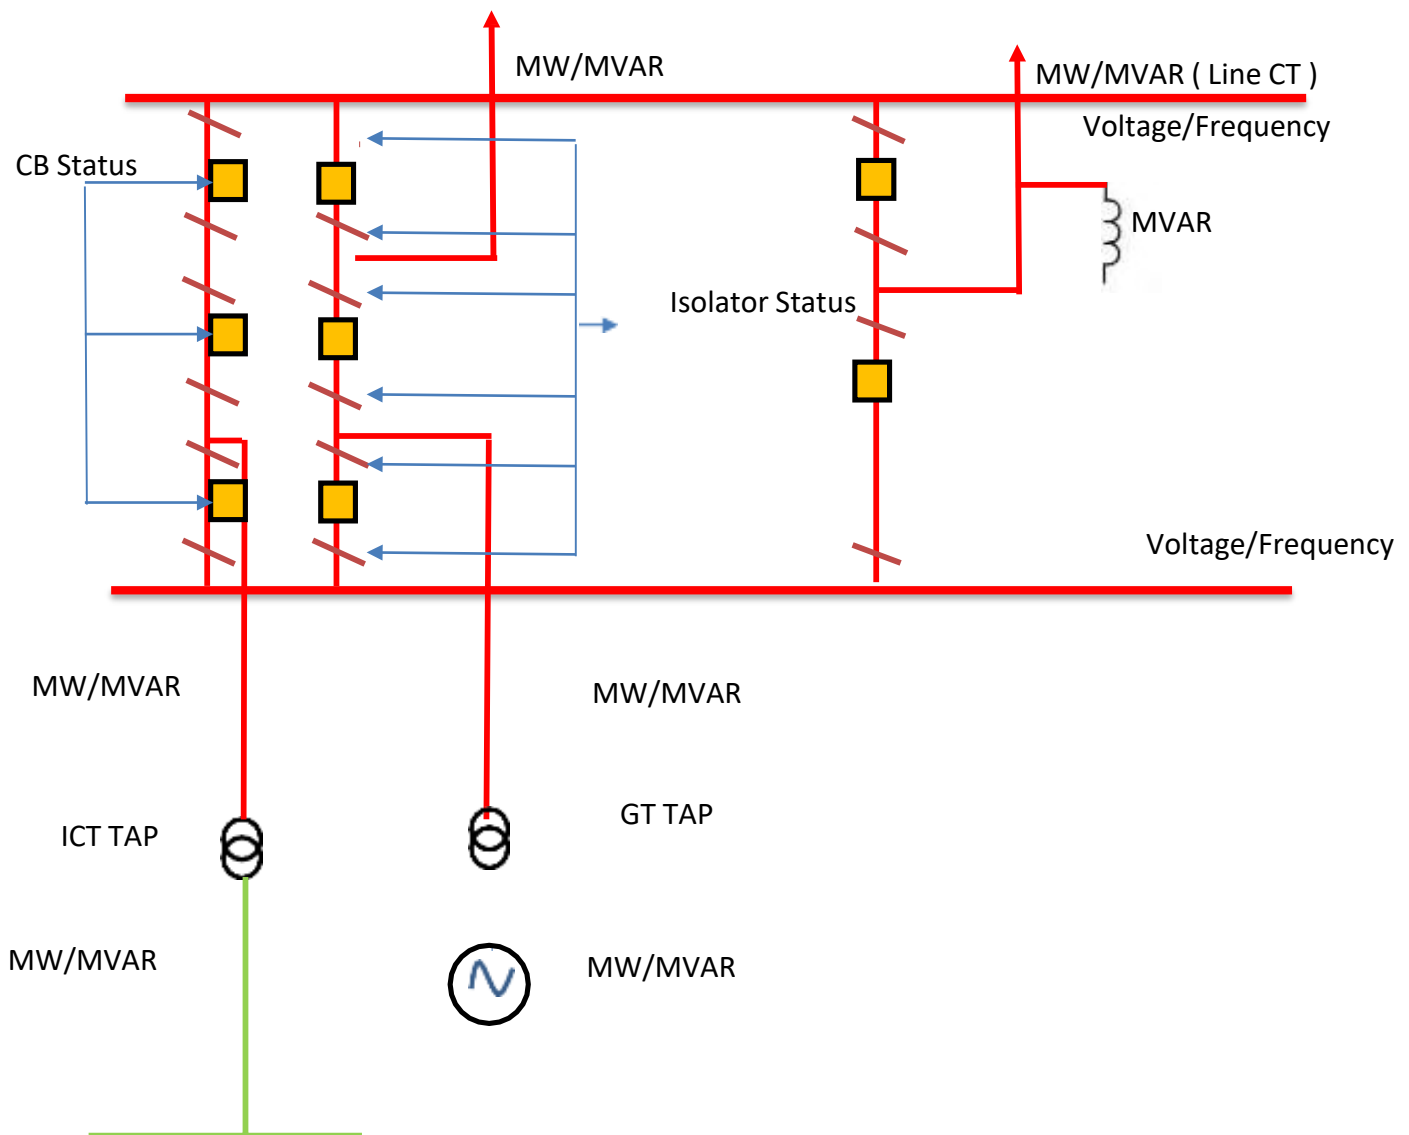 MW/MVAR
MW/MVAR ( Line CT )
Voltage/Frequency
CB Status
MVAR
Isolator Status
Voltage/Frequency
MW/MVAR
MW/MVAR
GT TAP
ICT TAP
MW/MVAR
MW/MVAR